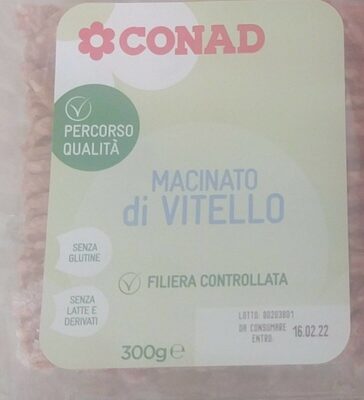 CONAD
PERCORSO
QUALITÀ
MACINATO
di VITELLO
SENZA
GLUTINE
FILIERA CONTROLLATA
SENZA
LATTE E
DERIVATI
300g e
LOTTO: 00203801
DA CONSUMARE
ENTRO: 16.02.22